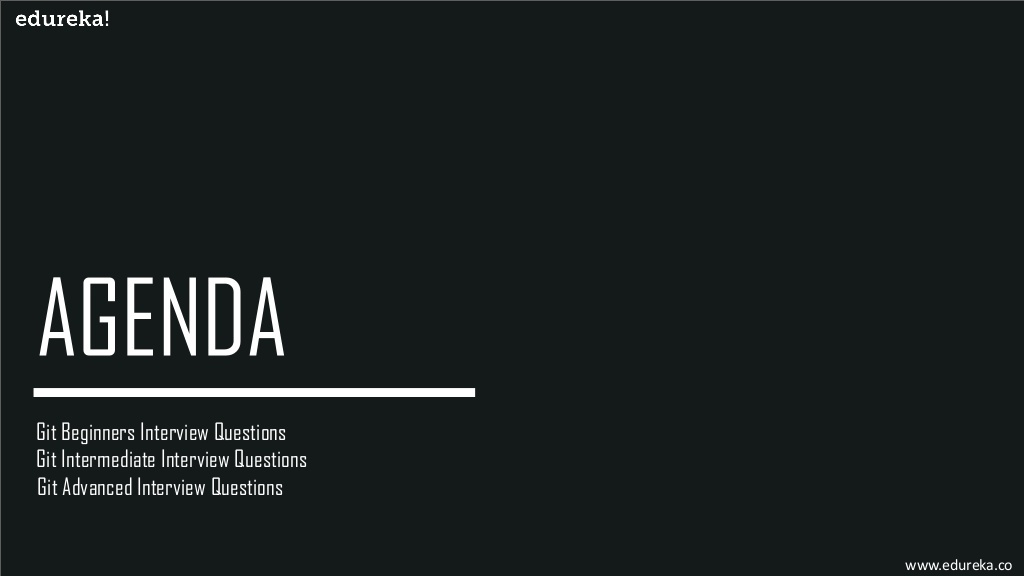 edureka!
AGENDA
Git Beginners Interview Questions
Git Intermediate Interview Questions
Git Advanced Interview Questions
www.edureka.co